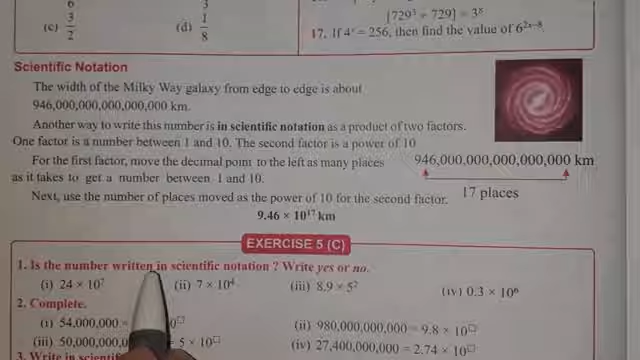 6
3
(c) 3/2 (d) 1/8
[729³ ÷ 729] = 3⁸
17. If 4ˣ = 256, then find the value of 6²ˣ⁻⁸.
Scientific Notation
The width of the Milky Way galaxy from edge to edge is about
946,000,000,000,000,000 km.
Another way to write this number is in scientific notation as a product of two factors.
One factor is a number between 1 and 10. The second factor is a power of 10
For the first factor, move the decimal point to the left as many places
as it takes to get a number between 1 and 10.
946,000,000,000,000,000 km
17 places
Next, use the number of places moved as the power of 10 for the second factor.
9.46 × 10¹⁷ km
EXERCISE 5 (C)
1. Is the number written in scientific notation ? Write yes or no.
(i) 24 × 10⁷ (ii) 7 × 10⁴ (iii) 8.9 × 5² (iv) 0.3 × 10⁶
2. Complete.
(i) 54,000,000 = 0□ (ii) 980,000,000,000 = 9.8 × 10□
(iii) 50,000,000,0 = 5 × 10□ (iv) 27,400,000,000 = 2.74 × 10□
3. Write in scientif